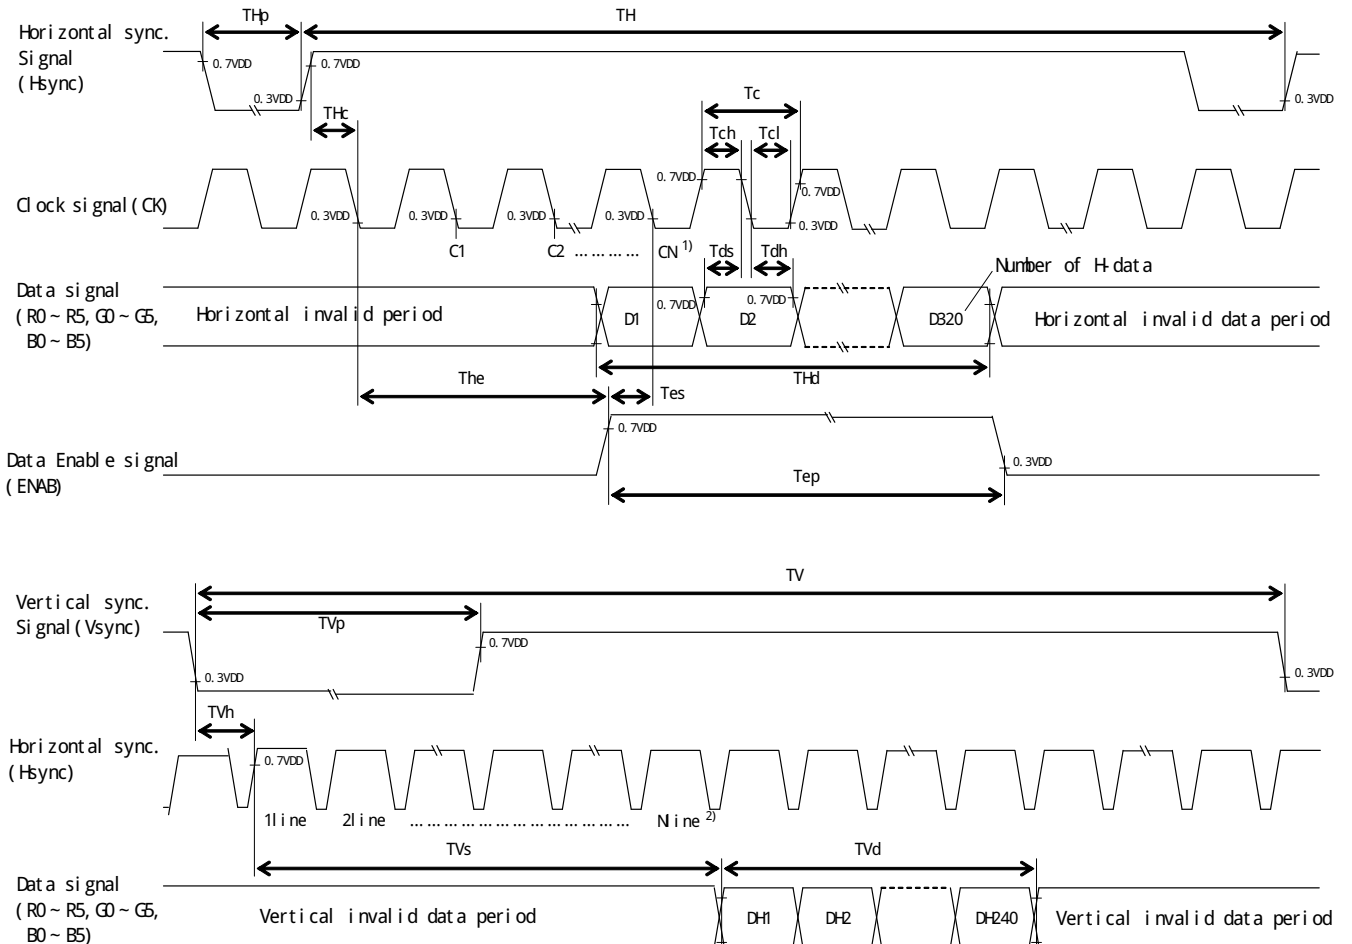 THp
TH
Horizontal sync.
Signal
(Hsync)
0.7VDD
0.7VDD
0.3VDD
0.3VDD
THc
Tc
Tch
Tcl
Clock signal(CK)
0.7VDD
0.7VDD
0.3VDD
0.3VDD
0.3VDD
0.3VDD
0.3VDD
C1
C2 ………… CN 1)
Tds
Tdh
Number of H-data
Data signal
(R0~R5,G0~G5,
B0~B5)
Horizontal invalid period
0.7VDD
0.7VDD
D1
D2
D320
Horizontal invalid data period
The
THd
Tes
0.7VDD
Data Enable signal
(ENAB)
0.3VDD
Tep
TV
Vertical sync.
Signal(Vsync)
TVp
0.7VDD
0.3VDD
0.3VDD
TVh
Horizontal sync.
(Hsync)
0.7VDD
1line 2line ……………………………… Nline 2)
TVs
TVd
Data signal
(R0~R5,G0~G5,
B0~B5)
Vertical invalid data period
DH1
DH2
DH240
Vertical invalid data period